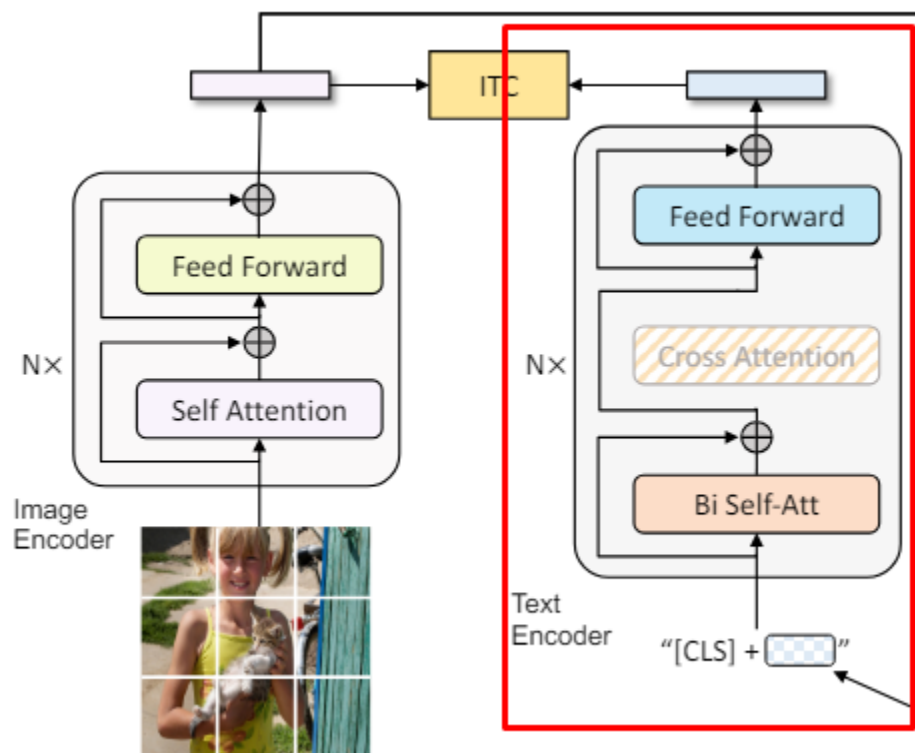 ITC
Feed Forward
N×
Self Attention
Image
Encoder
Feed Forward
Cross Attention
N×
Bi Self-Att
Text
Encoder
“[CLS] + ”